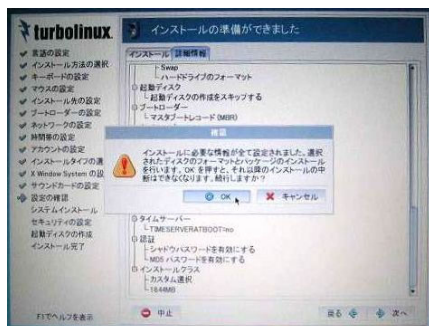 turbolinux
インストールの準備ができました
言語の設定
インストール方法の選択
キーボードの設定
マウスの設定
インストール先の設定
ブートローダーの設定
ネットワークの設定
時間帯の設定
アカウントの設定
インストールタイプの選
X Window System の設
サウンドカードの設定
設定の確認
システムインストール
セキュリティの設定
起動ディスクの作成
インストール完了
F1でヘルプを表示
インストール 詳細情報
Swap
ハードドライブのフォーマット
起動ディスク
起動ディスクの作成をスキップする
ブートローダー
マスタブートレコード (MBR)
確認
インストールに必要な情報が全て設定されました。選択
されたディスクのフォーマットとパッケージのインストール
を行います。OK を押すと、それ以降のインストールの中
断はできなくなります。続行しますか？
OK
キャンセル
タイムサーバー
TIMESERVERATBOOT=no
認証
シャドウパスワードを有効にする
MD5 パスワードを有効にする
インストールクラス
カスタム選択
1844MB
中止
戻る
次へ